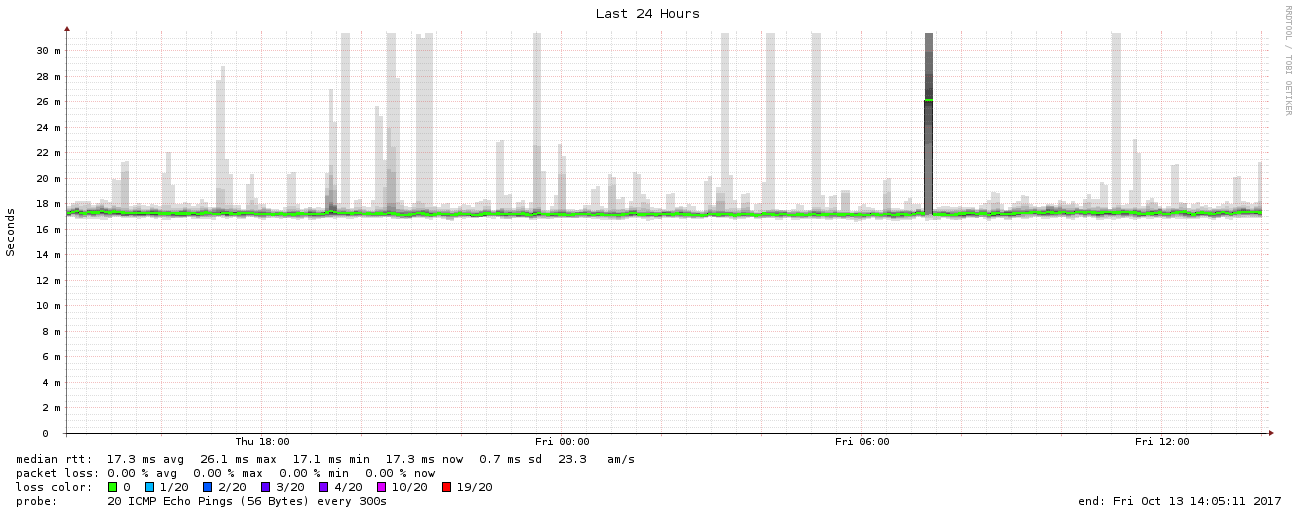 Last 24 Hours
RRDTOOL / TOBI OETIKER
Seconds
30 m
28 m
26 m
24 m
22 m
20 m
18 m
16 m
14 m
12 m
10 m
8 m
6 m
4 m
2 m
0
Thu 18:00 Fri 00:00 Fri 06:00 Fri 12:00
median rtt: 17.3 ms avg 26.1 ms max 17.1 ms min 17.3 ms now 0.7 ms sd 23.3 am/s
packet loss: 0.00 % avg 0.00 % max 0.00 % min 0.00 % now
loss color: 0 1/20 2/20 3/20 4/20 10/20 19/20
probe: 20 ICMP Echo Pings (56 Bytes) every 300s end: Fri Oct 13 14:05:11 2017